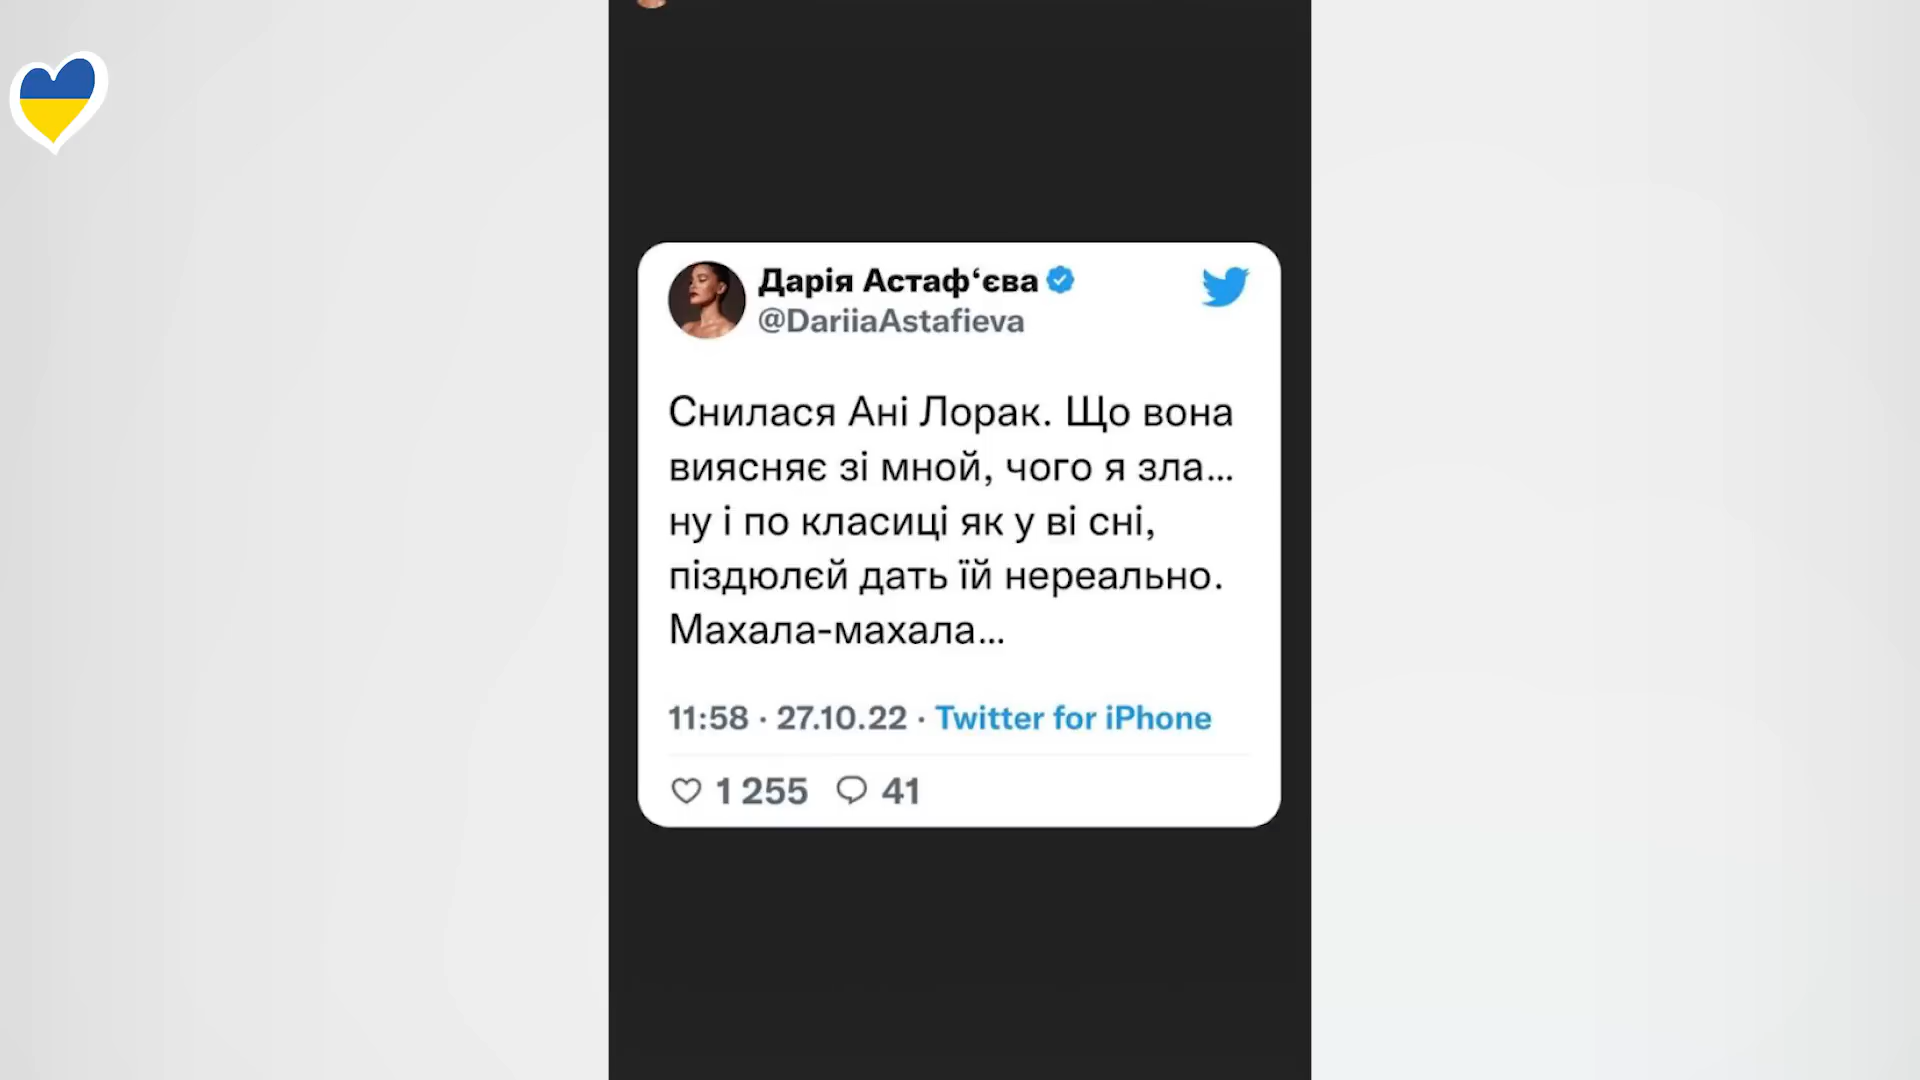 Дарія Астаф‘єва
@DariiaAstafieva
Снилася Ані Лорак. Що вона
виясняє зі мной, чого я зла...
ну і по класиці як у ві сні,
піздюлєй дать їй нереально.
Махала-махала...
11:58 · 27.10.22 · Twitter for iPhone
1 255 41